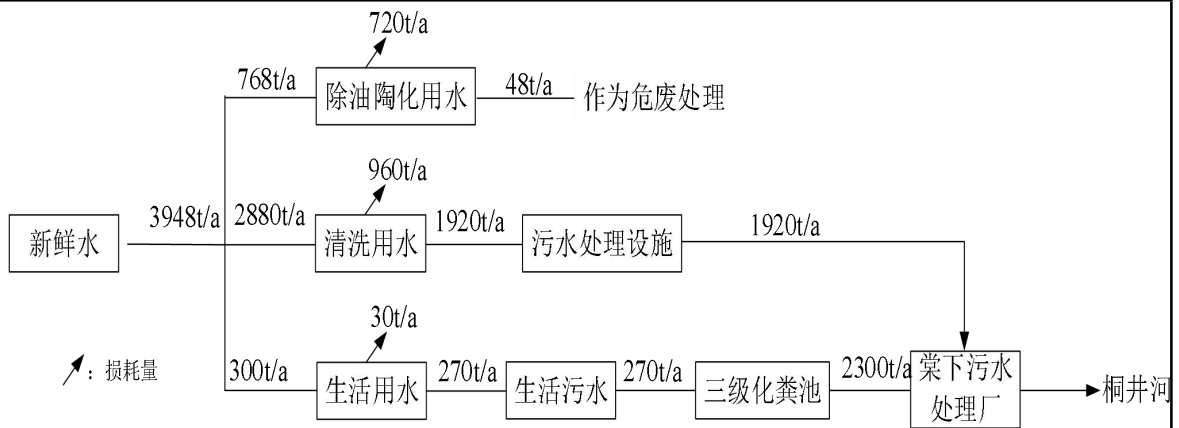 720t/a
768t/a
除油陶化用水
48t/a
作为危废处理
960t/a
新鲜水
3948t/a
2880t/a
清洗用水
1920t/a
污水处理设施
1920t/a
30t/a
↗：损耗量
300t/a
生活用水
270t/a
生活污水
270t/a
三级化粪池
2300t/a
棠下污水
处理厂
桐井河